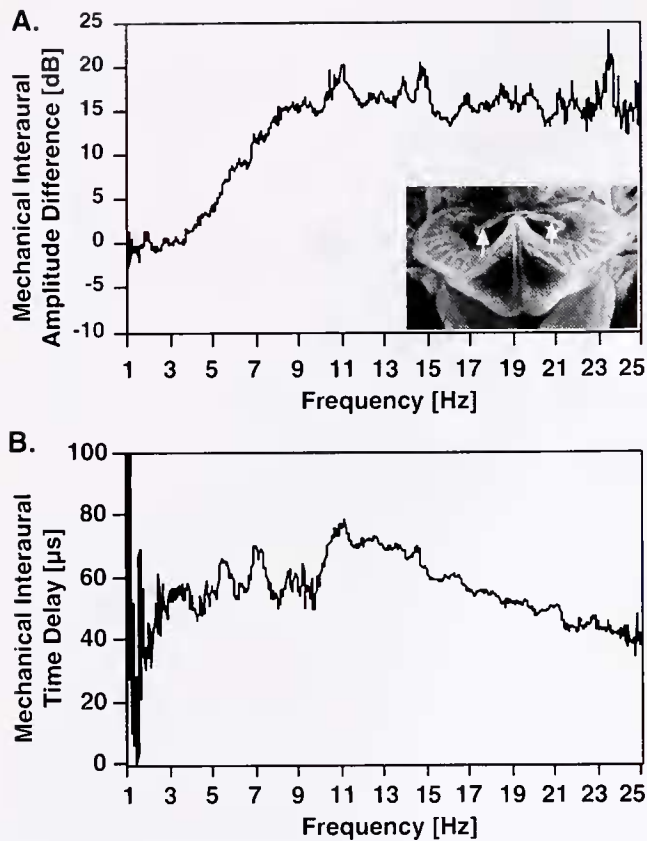 A.
Mechanical Interaural
Amplitude Difference [dB]
25
20
15
10
5
0
-5
-10
1 3 5 7 9 11 13 15 17 19 21 23 25
Frequency [Hz]
B.
Mechanical Interaural
Time Delay [µs]
100
80
60
40
20
0
1 3 5 7 9 11 13 15 17 19 21 23 25
Frequency [Hz]